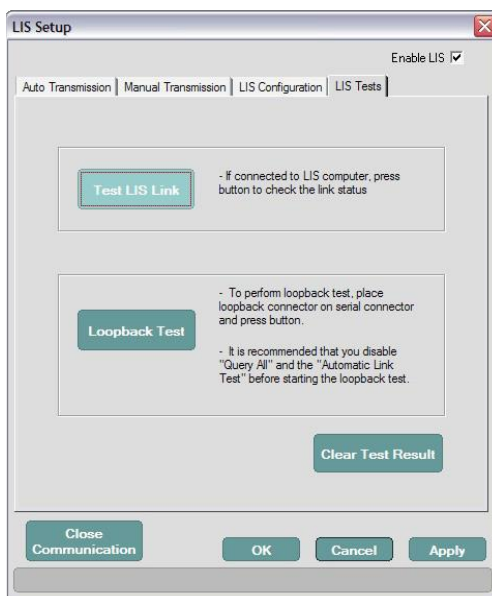 LIS Setup
Enable LIS
Auto Transmission
Manual Transmission
LIS Configuration
LIS Tests
Test LIS Link
- If connected to LIS computer, press
button to check the link status
Loopback Test
- To perform loopback test, place
loopback connector on serial connector
and press button.
- It is recommended that you disable
"Query All" and the "Automatic Link
Test" before starting the loopback test.
Clear Test Result
Close
Communication
OK
Cancel
Apply